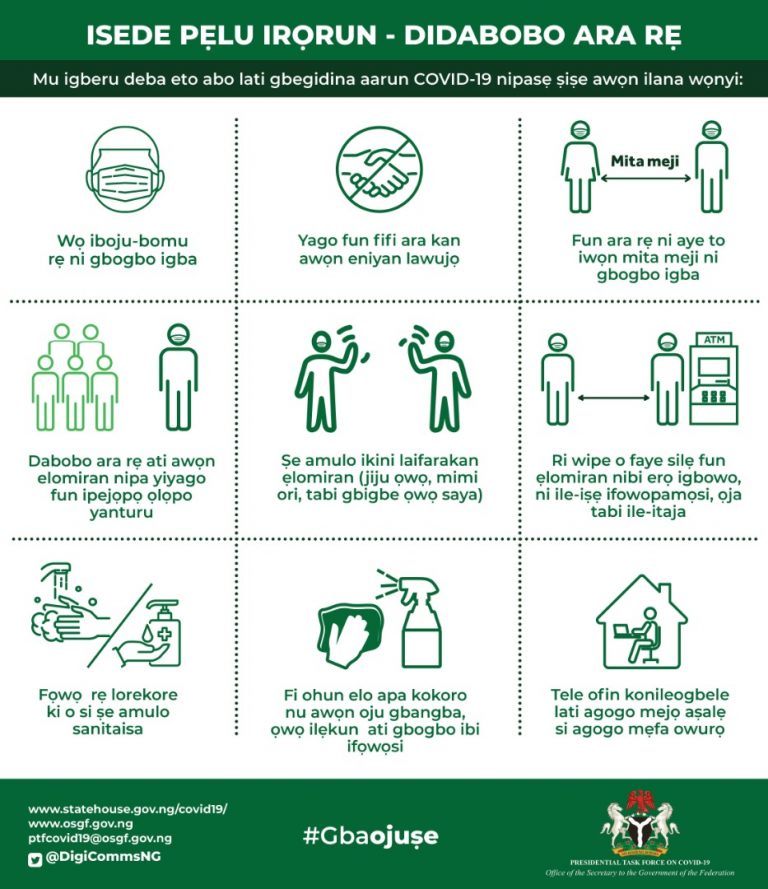 ISEDE PẸLU IRỌRUN - DIDABOBO ARA RẸ
Mu igberu deba eto abo lati gbegidina aarun COVID-19 nipasẹ ṣiṣe awọn ilana wọnyi:
Wọ iboju-bomu
rẹ ni gbogbo igba
Yago fun fifi ara kan
awọn eniyan lawujọ
Mita meji
Fun ara rẹ ni aye to
iwọn mita meji ni
gbogbo igba
Dabobo ara rẹ ati awọn
elomiran nipa yiyago
fun ipejọpọ ọlọpo
yanturu
Ṣe amulo ikini laifarakan
ẹlomiran (jiju ọwọ, mimi
ori, tabi gbigbe ọwọ saya)
ATM
Ri wipe o faye silẹ fun
ẹlomiran nibi erọ igbowo,
ni ile-iṣẹ ifowopamọsi, ọja
tabi ile-itaja
Fọwọ rẹ lorekore
ki o si ṣe amulo
sanitaisa
Fi ohun elo apa kokoro
nu awọn oju gbangba,
ọwọ ilẹkun ati gbogbo ibi
ifọwọsi
Tele ofin konileogbele
lati agogo mejọ aṣalẹ
si agogo mẹfa owurọ
www.statehouse.gov.ng/covid19/
www.osgf.gov.ng
ptfcovid19@osgf.gov.ng
@DigiCommsNG
#Gbaojuṣe
PRESIDENTIAL TASK FORCE ON COVID-19
Office of the Secretary to the Government of the Federation